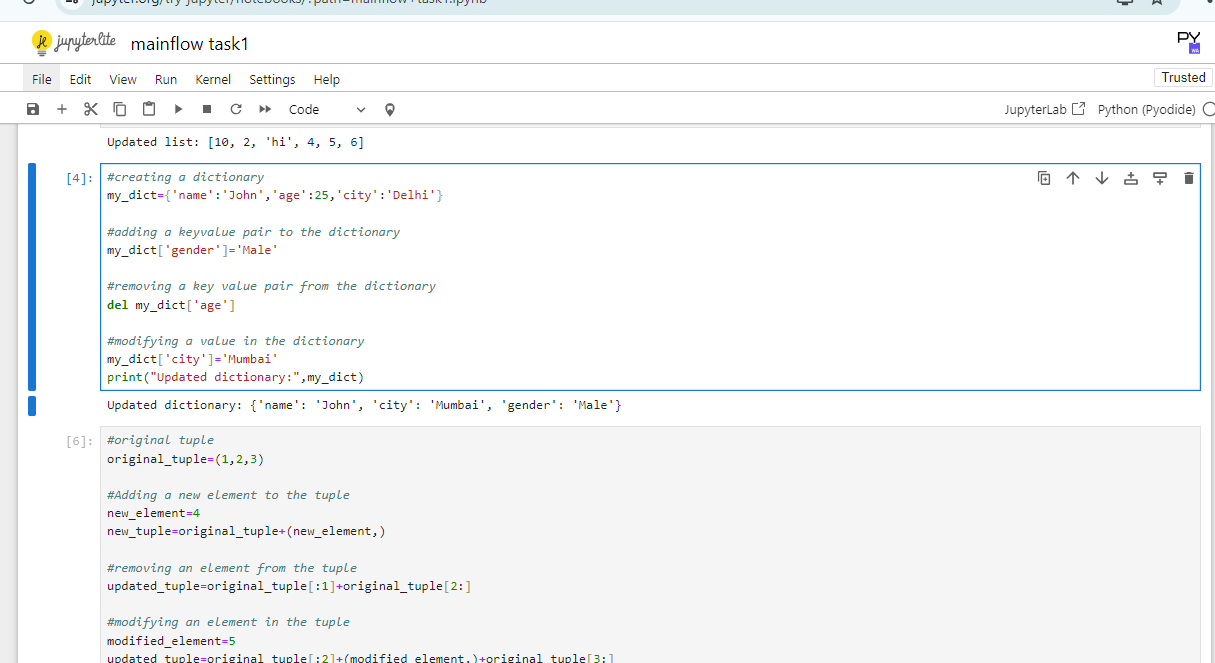 jupyter.org/try-jupyter/notebooks/?path=mainflow+task1.ipynb
jupyterlite mainflow task1
PY
WA
File Edit View Run Kernel Settings Help
Trusted
Code
JupyterLab Python (Pyodide)
Updated list: [10, 2, 'hi', 4, 5, 6]
[4]: #creating a dictionary
my_dict={'name':'John','age':25,'city':'Delhi'}
#adding a keyvalue pair to the dictionary
my_dict['gender']='Male'
#removing a key value pair from the dictionary
del my_dict['age']
#modifying a value in the dictionary
my_dict['city']='Mumbai'
print("Updated dictionary:",my_dict)
Updated dictionary: {'name': 'John', 'city': 'Mumbai', 'gender': 'Male'}
[6]: #original tuple
original_tuple=(1,2,3)
#Adding a new element to the tuple
new_element=4
new_tuple=original_tuple+(new_element,)
#removing an element from the tuple
updated_tuple=original_tuple[:1]+original_tuple[2:]
#modifying an element in the tuple
modified_element=5
updated_tuple=original_tuple[:2]+(modified_element,)+original_tuple[3:]